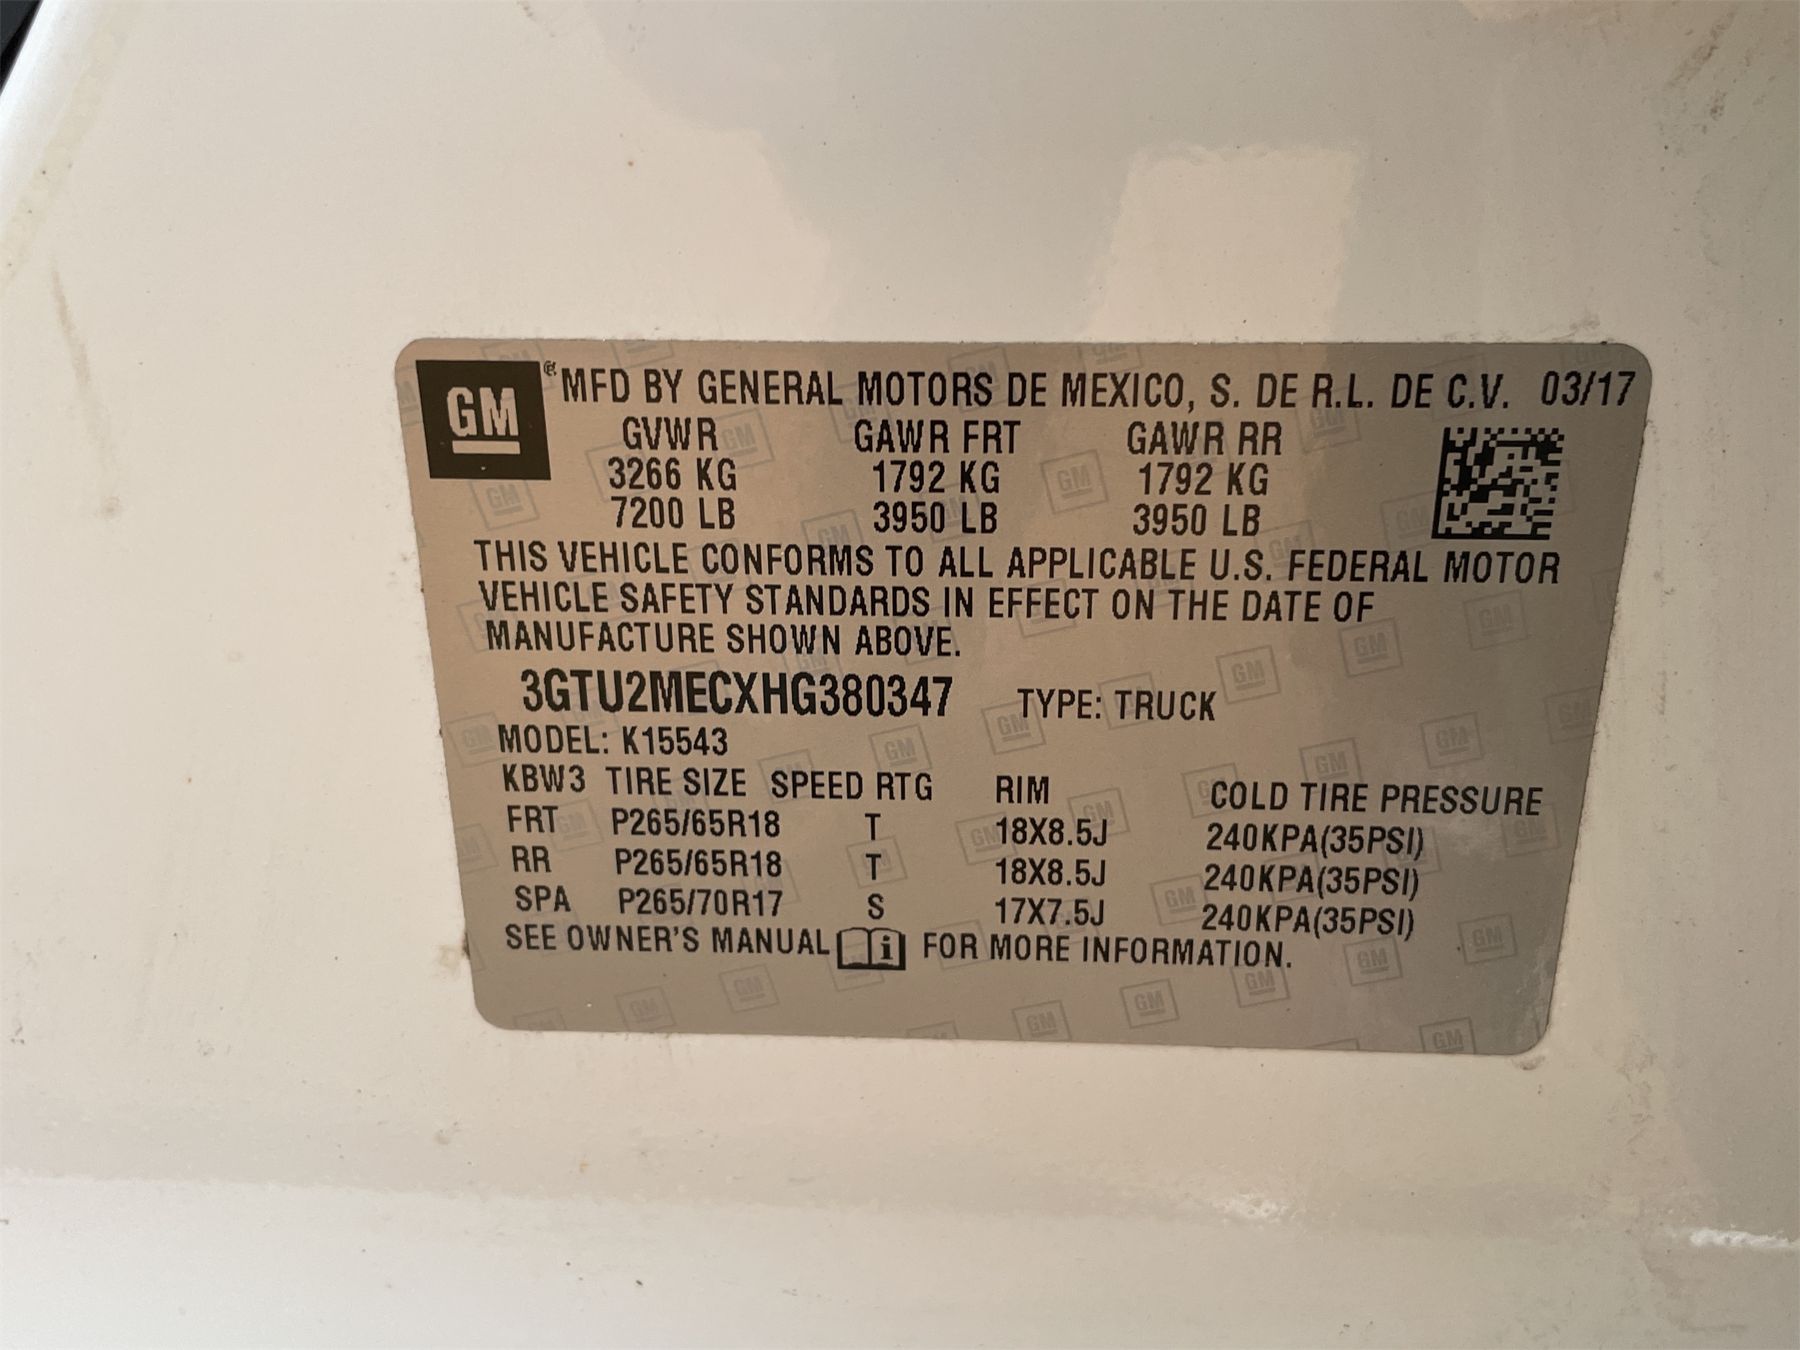 GM ® MFD BY GENERAL MOTORS DE MEXICO, S. DE R.L. DE C.V. 03/17
GVWR GAWR FRT GAWR RR
3266 KG 1792 KG 1792 KG
7200 LB 3950 LB 3950 LB
THIS VEHICLE CONFORMS TO ALL APPLICABLE U.S. FEDERAL MOTOR
VEHICLE SAFETY STANDARDS IN EFFECT ON THE DATE OF
MANUFACTURE SHOWN ABOVE.
3GTU2MECXHG380347 TYPE: TRUCK
MODEL: K15543
KBW3 TIRE SIZE SPEED RTG RIM COLD TIRE PRESSURE
FRT P265/65R18 T 18X8.5J 240KPA(35PSI)
RR P265/65R18 T 18X8.5J 240KPA(35PSI)
SPA P265/70R17 S 17X7.5J 240KPA(35PSI)
SEE OWNER'S MANUAL i FOR MORE INFORMATION.